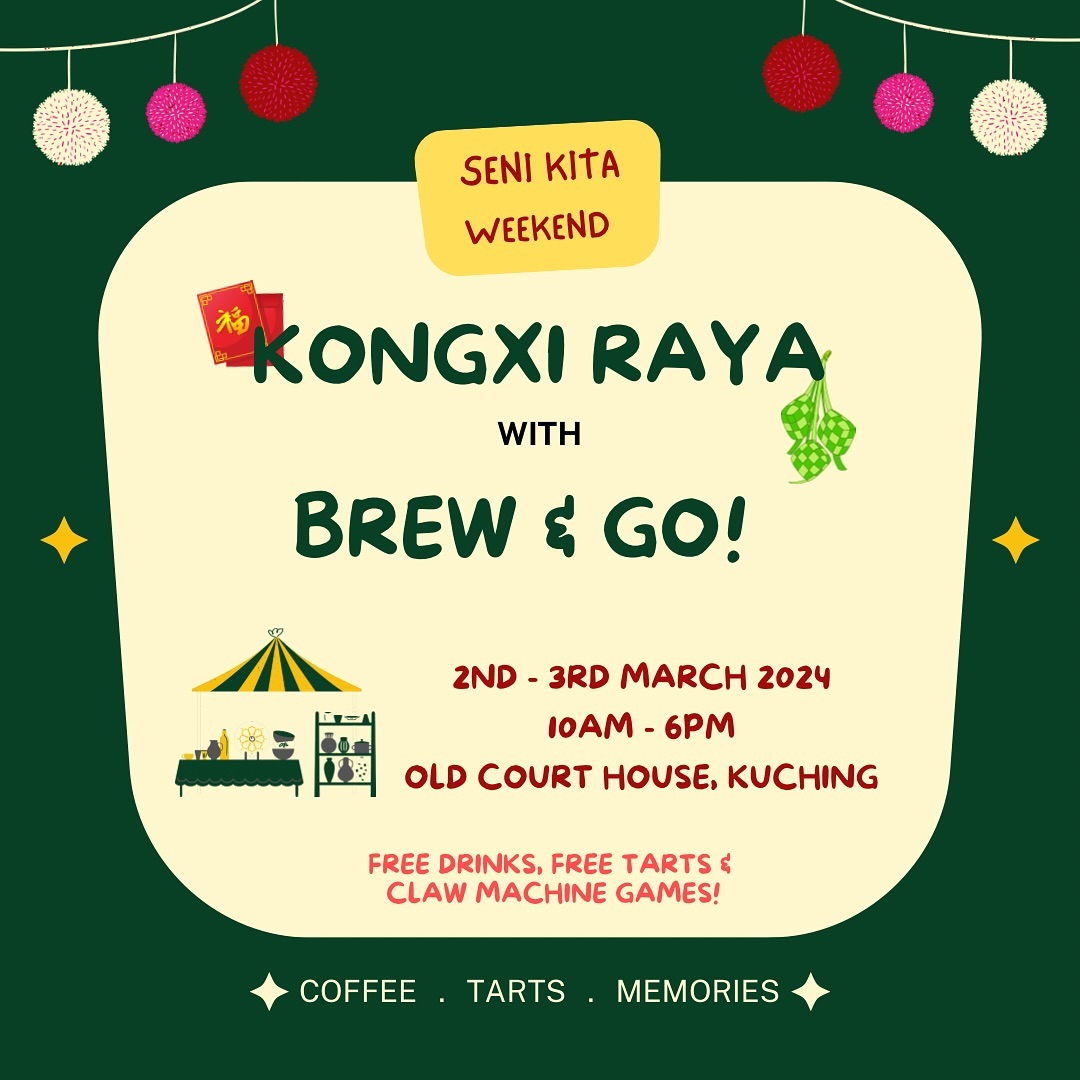 SENI KITA
WEEKEND
福
KONGXI RAYA
WITH
BREW & GO!
2ND - 3RD MARCH 2024
10AM - 6PM
OLD COURT HOUSE, KUCHING
FREE DRINKS, FREE TARTS &
CLAW MACHINE GAMES!
COFFEE . TARTS . MEMORIES